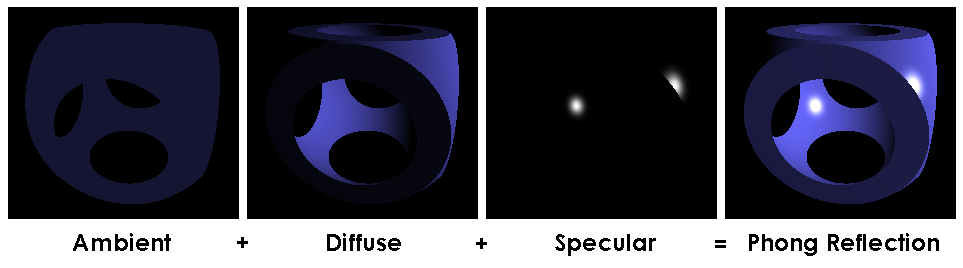 Ambient + Diffuse + Specular = Phong Reflection